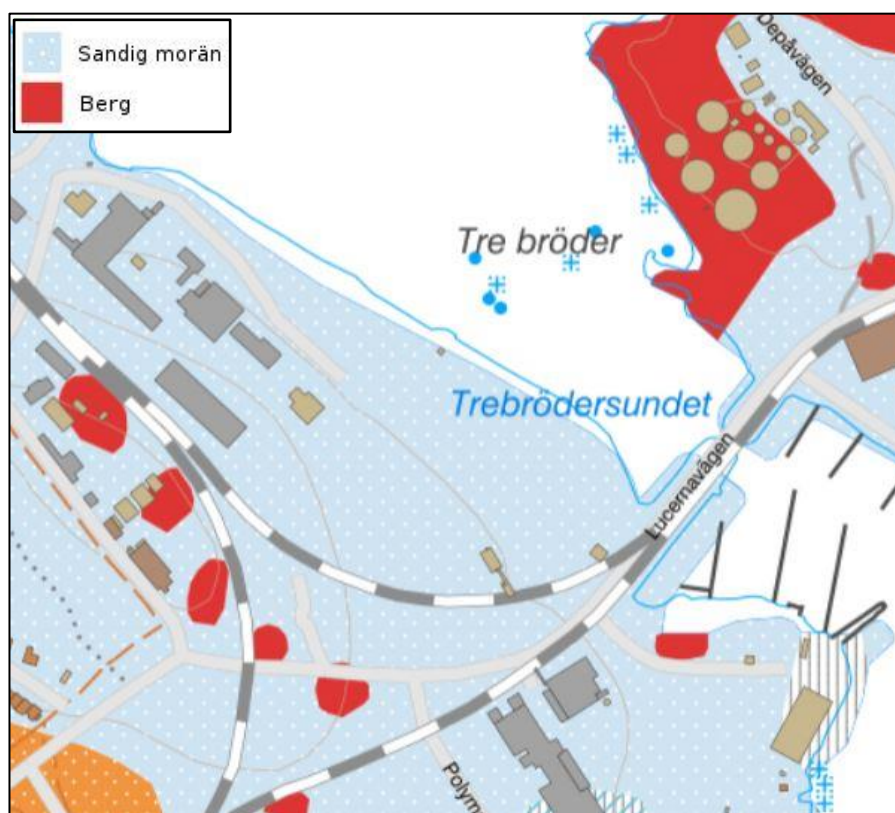 Sandig morän
Berg
Depåvägen
Tre bröder
Trebrödersundet
Lucernavägen
Polym